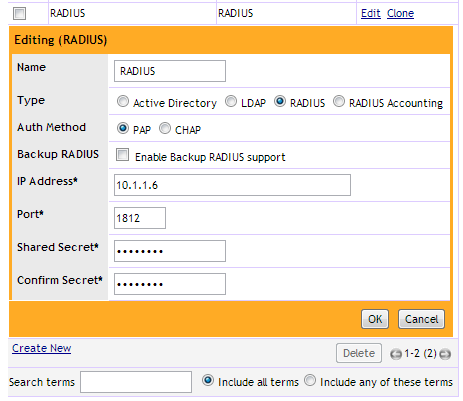 RADIUS RADIUS Edit Clone
Editing (RADIUS)
Name RADIUS
Type Active Directory LDAP RADIUS RADIUS Accounting
Auth Method PAP CHAP
Backup RADIUS Enable Backup RADIUS support
IP Address* 10.1.1.6
Port* 1812
Shared Secret* ••••••••
Confirm Secret* ••••••••
OK Cancel
Create New
Delete 1-2 (2)
Search terms Include all terms Include any of these terms